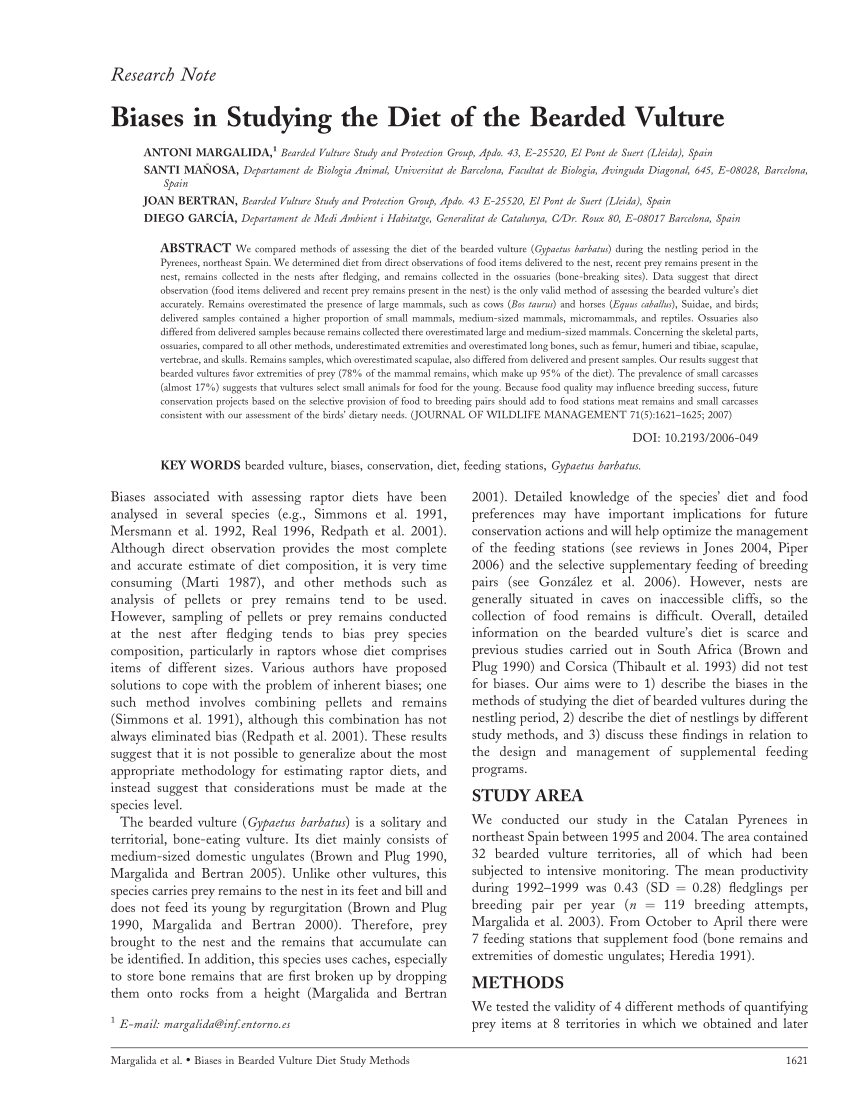 Research Note
Biases in Studying the Diet of the Bearded Vulture
ANTONI MARGALIDA,1 Bearded Vulture Study and Protection Group, Apdo. 43, E-25520, El Pont de Suert (Lleida), Spain
SANTI MAÑOSA, Departament de Biologia Animal, Universitat de Barcelona, Facultat de Biologia, Avinguda Diagonal, 645, E-08028, Barcelona,
Spain
JOAN BERTRAN, Bearded Vulture Study and Protection Group, Apdo. 43 E-25520, El Pont de Suert (Lleida), Spain
DIEGO GARCÍA, Departament de Medi Ambient i Habitatge, Generalitat de Catalunya, C/Dr. Roux 80, E-08017 Barcelona, Spain
ABSTRACT We compared methods of assessing the diet of the bearded vulture (Gypaetus barbatus) during the nestling period in the
Pyrenees, northeast Spain. We determined diet from direct observations of food items delivered to the nest, recent prey remains present in the
nest, remains collected in the nests after fledging, and remains collected in the ossuaries (bone-breaking sites). Data suggest that direct
observation (food items delivered and recent prey remains present in the nest) is the only valid method of assessing the bearded vulture's diet
accurately. Remains overestimated the presence of large mammals, such as cows (Bos taurus) and horses (Equus caballus), Suidae, and birds;
delivered samples contained a higher proportion of small mammals, medium-sized mammals, micromammals, and reptiles. Ossuaries also
differed from delivered samples because remains collected there overestimated large and medium-sized mammals. Concerning the skeletal parts,
ossuaries, compared to all other methods, underestimated extremities and overestimated long bones, such as femur, humeri and tibiae, scapulae,
vertebrae, and skulls. Remains samples, which overestimated scapulae, also differed from delivered and present samples. Our results suggest that
bearded vultures favor extremities of prey (78% of the mammal remains, which make up 95% of the diet). The prevalence of small carcasses
(almost 17%) suggests that vultures select small animals for food for the young. Because food quality may influence breeding success, future
conservation projects based on the selective provision of food to breeding pairs should add to food stations meat remains and small carcasses
consistent with our assessment of the birds' dietary needs. (JOURNAL OF WILDLIFE MANAGEMENT 71(5):1621–1625; 2007)
DOI: 10.2193/2006-049
KEY WORDS bearded vulture, biases, conservation, diet, feeding stations, Gypaetus barbatus.
Biases associated with assessing raptor diets have been
analysed in several species (e.g., Simmons et al. 1991,
Mersmann et al. 1992, Real 1996, Redpath et al. 2001).
Although direct observation provides the most complete
and accurate estimate of diet composition, it is very time
consuming (Marti 1987), and other methods such as
analysis of pellets or prey remains tend to be used.
However, sampling of pellets or prey remains conducted
at the nest after fledging tends to bias prey species
composition, particularly in raptors whose diet comprises
items of different sizes. Various authors have proposed
solutions to cope with the problem of inherent biases; one
such method involves combining pellets and remains
(Simmons et al. 1991), although this combination has not
always eliminated bias (Redpath et al. 2001). These results
suggest that it is not possible to generalize about the most
appropriate methodology for estimating raptor diets, and
instead suggest that considerations must be made at the
species level.
The bearded vulture (Gypaetus barbatus) is a solitary and
territorial, bone-eating vulture. Its diet mainly consists of
medium-sized domestic ungulates (Brown and Plug 1990,
Margalida and Bertran 2005). Unlike other vultures, this
species carries prey remains to the nest in its feet and bill and
does not feed its young by regurgitation (Brown and Plug
1990, Margalida and Bertran 2000). Therefore, prey
brought to the nest and the remains that accumulate can
be identified. In addition, this species uses caches, especially
to store bone remains that are first broken up by dropping
them onto rocks from a height (Margalida and Bertran
1 E-mail: margalida@inf.entorno.es
2001). Detailed knowledge of the species' diet and food
preferences may have important implications for future
conservation actions and will help optimize the management
of the feeding stations (see reviews in Jones 2004, Piper
2006) and the selective supplementary feeding of breeding
pairs (see González et al. 2006). However, nests are
generally situated in caves on inaccessible cliffs, so the
collection of food remains is difficult. Overall, detailed
information on the bearded vulture's diet is scarce and
previous studies carried out in South Africa (Brown and
Plug 1990) and Corsica (Thibault et al. 1993) did not test
for biases. Our aims were to 1) describe the biases in the
methods of studying the diet of bearded vultures during the
nestling period, 2) describe the diet of nestlings by different
study methods, and 3) discuss these findings in relation to
the design and management of supplemental feeding
programs.
STUDY AREA
We conducted our study in the Catalan Pyrenees in
northeast Spain between 1995 and 2004. The area contained
32 bearded vulture territories, all of which had been
subjected to intensive monitoring. The mean productivity
during 1992–1999 was 0.43 (SD = 0.28) fledglings per
breeding pair per year (n = 119 breeding attempts,
Margalida et al. 2003). From October to April there were
7 feeding stations that supplement food (bone remains and
extremities of domestic ungulates; Heredia 1991).
METHODS
We tested the validity of 4 different methods of quantifying
prey items at 8 territories in which we obtained and later
Margalida et al. • Biases in Bearded Vulture Diet Study Methods
1621